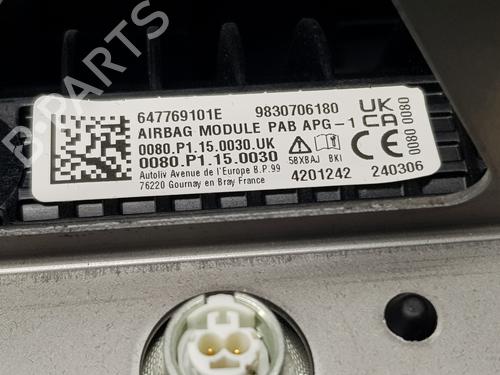 647769101E 9830706180
AIRBAG MODULE PAB APG-1
0080.P1.15.0030.UK
0080.P1.15.0030
58XBAJ BKI
Autoliv Avenue de l'Europe B.P.99
76220 Gournay en Bray France
4201242 240306
UK
CA
CE
0080 0080
B-PARTS